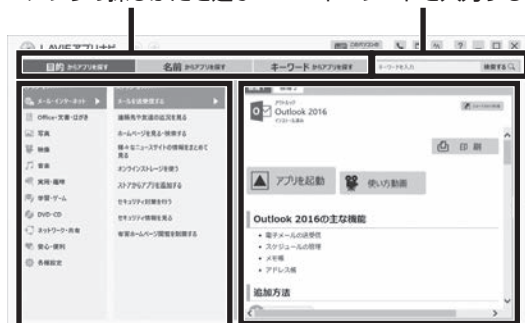 LAVIEアプリナビ
目的 からアプリを探す
名前 からアプリを探す
キーワード からアプリを探す
キーワードを入力
検索する
メール・インターネット
Office・文書・はがき
写真
映像
音楽
実用・趣味
学習・ゲーム
DVD・CD
ネットワーク・共有
安心・便利
各種設定
メールを送受信する
連絡先や友達の近況を見る
ホームページを見る・検索する
様々なニュースサイトの情報をまとめて
見る
オンラインストレージを使う
ストアからアプリを追加する
セキュリティ対策を行う
セキュリティ情報を見る
有害ホームページ閲覧を制限する
アウトルック
Outlook 2016
インストール済み
印 刷
アプリを起動
使い方動画
Outlook 2016の主な機能
• 電子メールの送受信
• スケジュールの管理
• メモ帳
• アドレス帳
追加方法